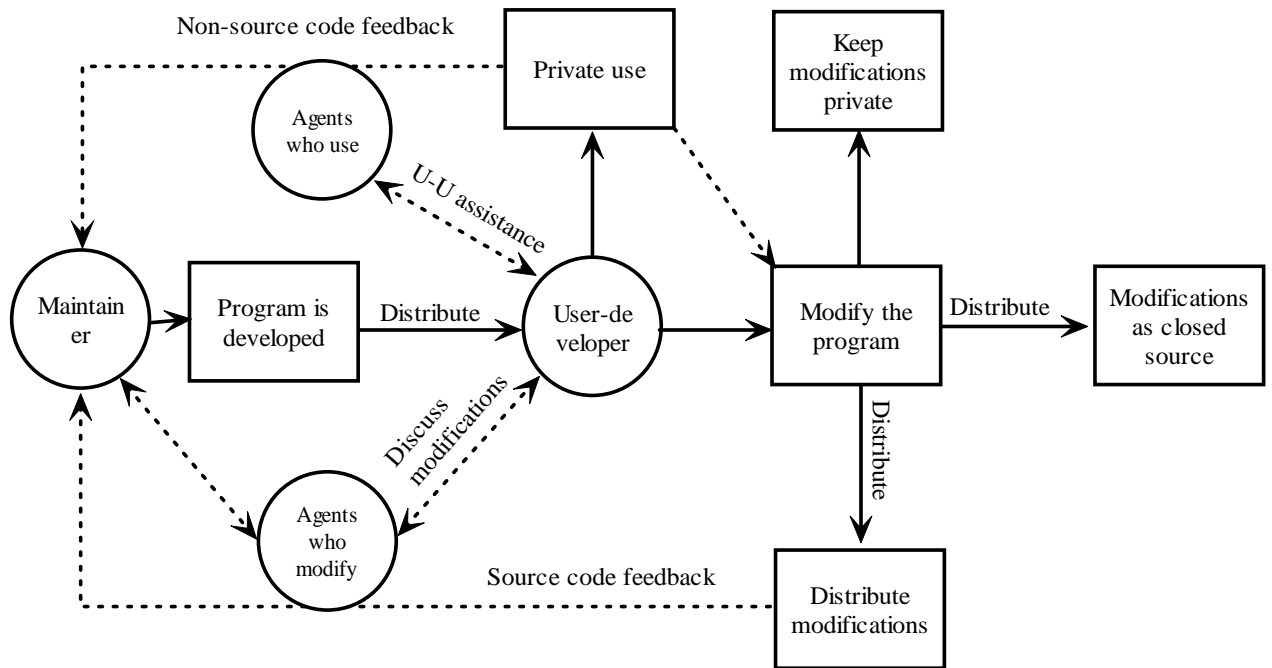 Non-source code feedback
Private use
Keep
modifications
private
Agents
who use
U-U assistance
Maintain
er
Program is
developed
Distribute
User-de
veloper
Modify the
program
Distribute
Modifications
as closed
source
Discuss
modifications
Distribute
Agents
who
modify
Source code feedback
Distribute
modifications